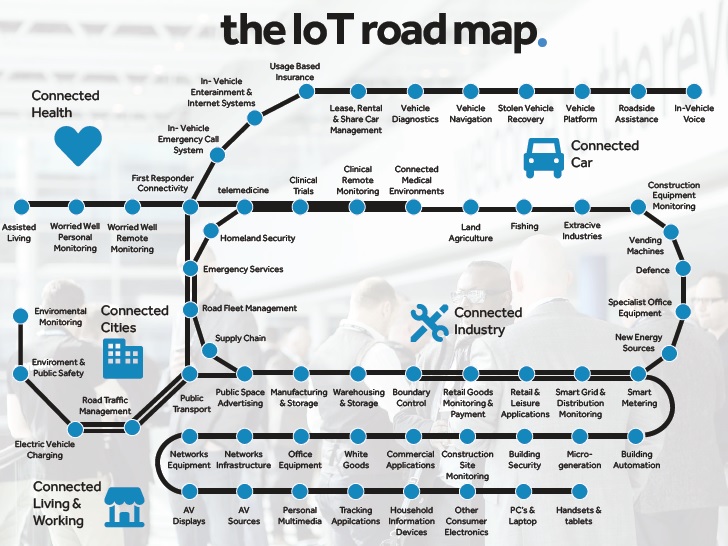 the IoT road map.
Usage Based
Insurance
In- Vehicle
Enterainment &
Internet Systems
In- Vehicle
Emergency Call
System
First Responder
Connectivity
Lease, Rental
& Share Car
Management
Vehicle
Diagnostics
Vehicle
Navigation
Stolen Vehicle
Recovery
Vehicle
Platform
Roadside
Assistance
In-Vehicle
Voice
Connected
Health
Connected
Car
Assisted
Living
Worried Well
Personal
Monitoring
Worried Well
Remote
Monitoring
telemedicine
Clinical
Trials
Clinical
Remote
Monitoring
Connected
Medical
Environments
Land
Agriculture
Fishing
Extracive
Industries
Construction
Equipment
Monitoring
Vending
Machines
Defence
Specialist Office
Equipment
New Energy
Sources
Homeland Security
Emergency Services
Road Fleet Management
Supply Chain
Connected
Industry
Enviromental
Monitoring
Connected
Cities
Enviroment &
Public Safety
Road Traffic
Management
Electric Vehicle
Charging
Public
Transport
Public Space
Advertising
Manufacturing
& Storage
Warehousing
& Storage
Boundary
Control
Retail Goods
Monitoring &
Payment
Retail &
Leisure
Applications
Smart Grid &
Distribution
Monitoring
Smart
Metering
Networks
Equipment
Networks
Infrastructure
Office
Equipment
White
Goods
Commercial
Applications
Construction
Site
Monitoring
Building
Security
Micro-
generation
Building
Automation
Connected
Living &
Working
AV
Displays
AV
Sources
Personal
Multimedia
Tracking
Appilcations
Household
Information
Devices
Other
Consumer
Electronics
PC's &
Laptop
Handsets &
tablets